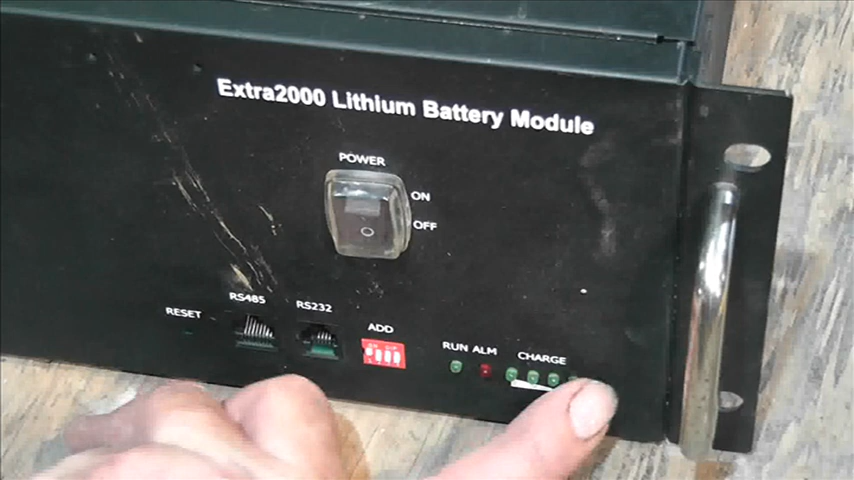 Extra2000 Lithium Battery Module
POWER
ON
OFF
RS485
RS232
RESET
ADD
RUN ALM
CHARGE